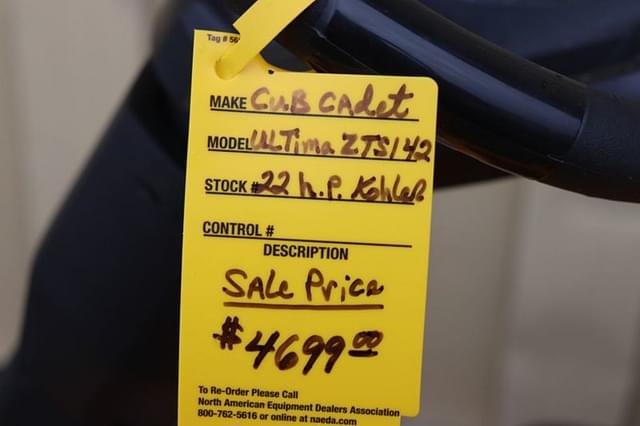 Tag # 56
MAKE CUB CAdet
MODEL ULTima ZTS1 42
STOCK # 22 h.p. Kohler
CONTROL #
DESCRIPTION
SALe Price
$4699.00
To Re-Order Please Call
North American Equipment Dealers Association
800-762-5616 or online at naeda.com